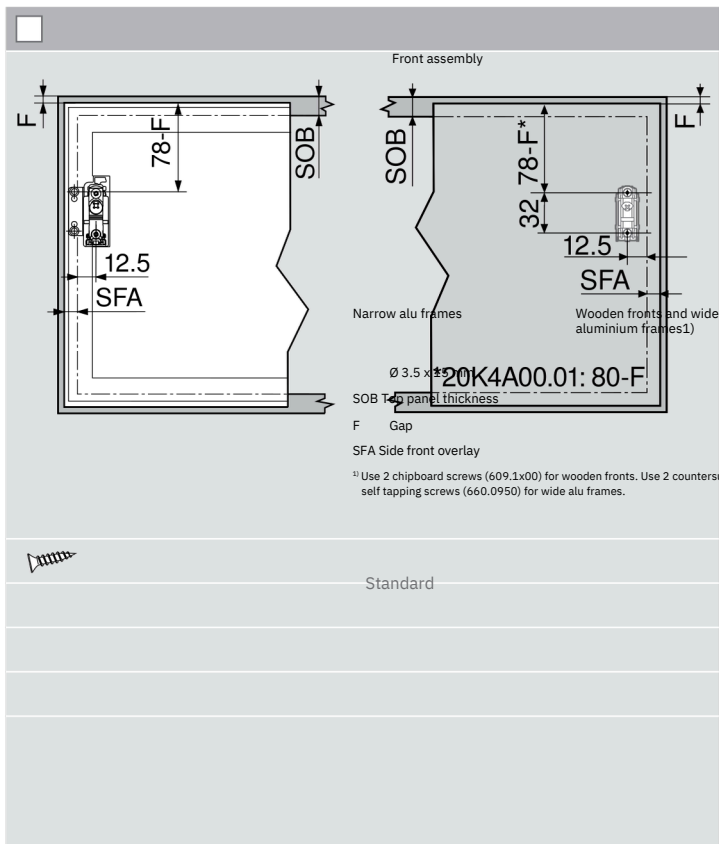 Front assembly
F
78-F
SOB
12.5
SFA
SOB
78-F*
32
F
12.5
SFA
*20K4A00.01: 80-F
Narrow alu frames
Wooden fronts and wide
aluminium frames1)
Ø 3.5 x 15 mm
SOB Top panel thickness
F Gap
SFA Side front overlay
1) Use 2 chipboard screws (609.1x00) for wooden fronts. Use 2 countersu
self tapping screws (660.0950) for wide alu frames.
Standard